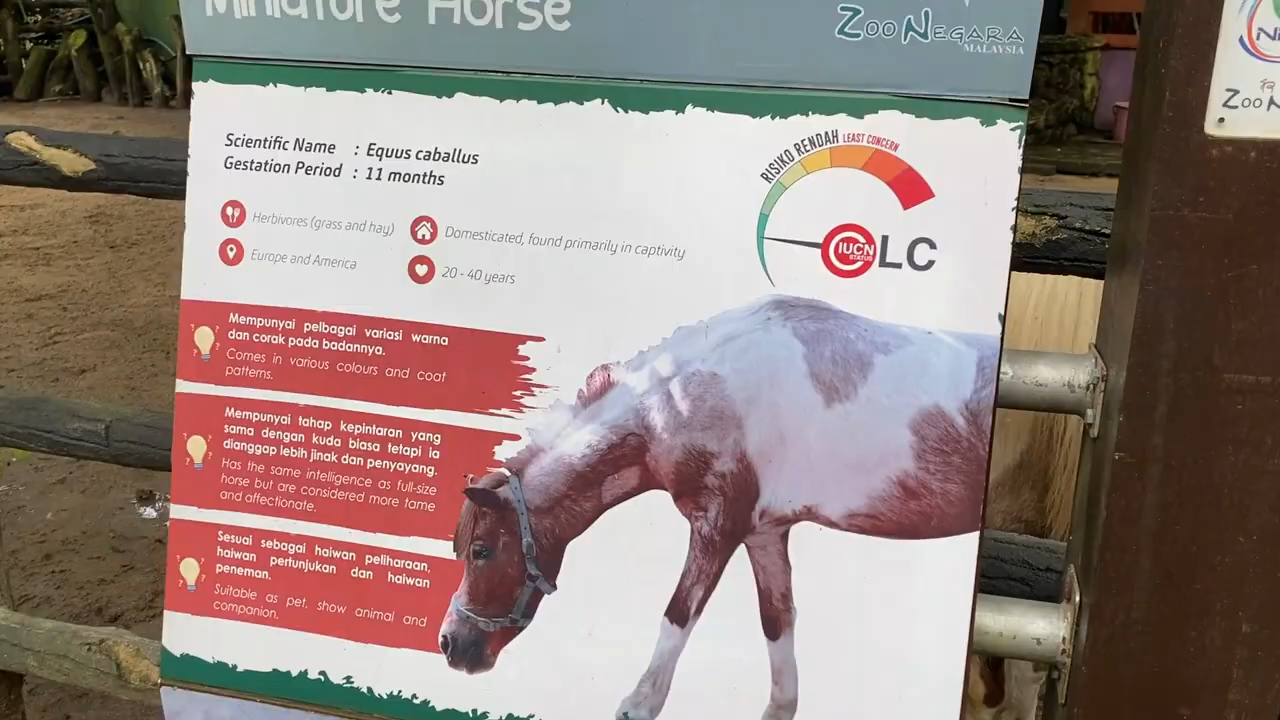 Miniature Horse
ZOO NEGARA
MALAYSIA
Scientific Name : Equus caballus
Gestation Period : 11 months
Herbivores (grass and hay)
Domesticated, found primarily in captivity
Europe and America
20 - 40 years
RISIKO RENDAH LEAST CONCERN
IUCN
STATUS
LC
Mempunyai pelbagai variasi warna
dan corak pada badannya.
Comes in various colours and coat
patterns.
Mempunyai tahap kepintaran yang
sama dengan kuda biasa tetapi ia
dianggap lebih jinak dan penyayang.
Has the same intelligence as full-size
horse but are considered more tame
and affectionate.
Sesuai sebagai haiwan peliharaan,
haiwan pertunjukan dan haiwan
peneman.
Suitable as pet, show animal and
companion.